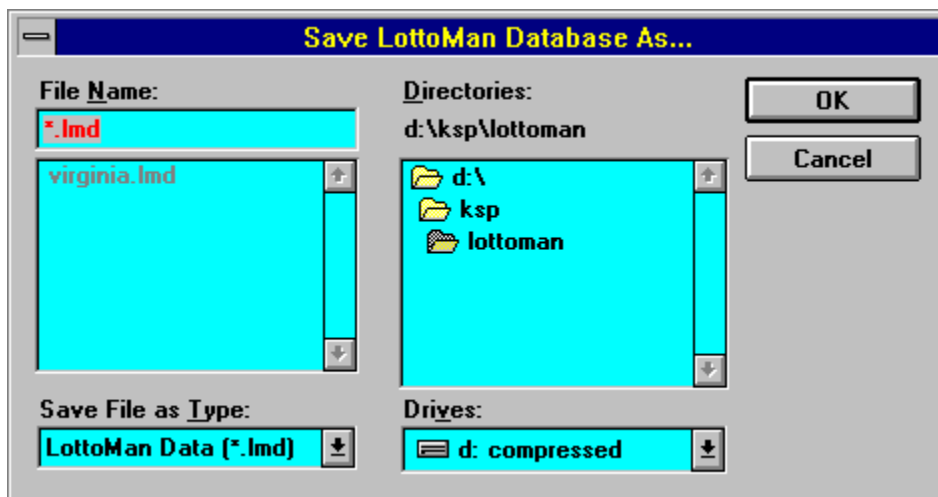 Save LottoMan Database As...
File Name:
*.lmd
virginia.lmd
Save File as Type:
LottoMan Data (*.lmd)
Directories:
d:\ksp\lottoman
d:\
ksp
lottoman
Drives:
d: compressed
OK
Cancel